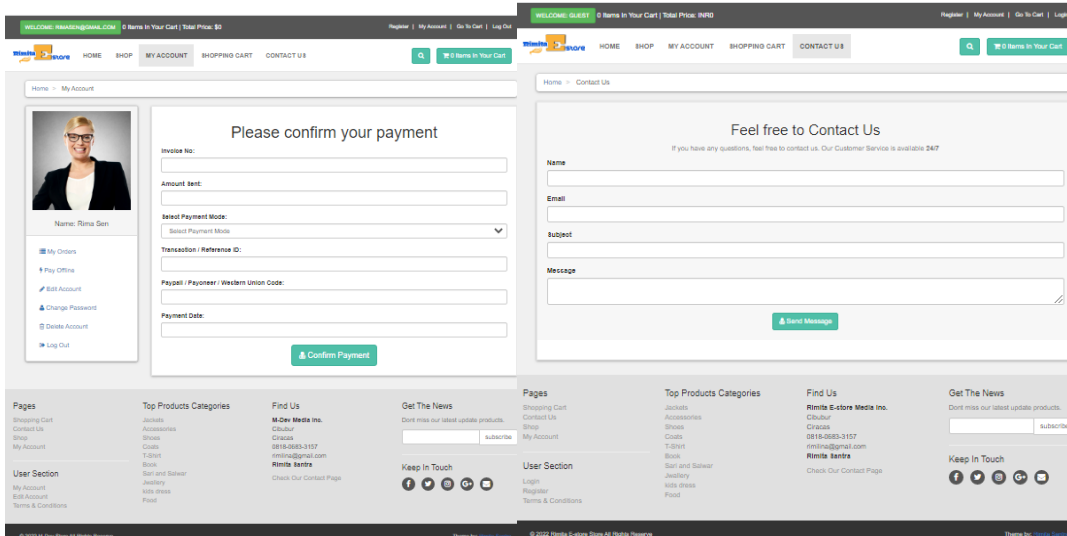 WELCOME: RIMASEN@GMAIL.COM 0 Items In Your Cart | Total Price: $0
Register | My Account | Go To Cart | Log Out
Rimita E-store HOME SHOP MY ACCOUNT SHOPPING CART CONTACT US
0 Items In Your Cart
Home > My Account
Name: Rima Sen
My Orders
Pay Offline
Edit Account
Change Password
Delete Account
Log Out
Please confirm your payment
Invoice No:
Amount Sent:
Select Payment Mode:
Select Payment Mode
Transaction / Reference ID:
Paypall / Payoneer / Western Union Code:
Payment Date:
Confirm Payment
Pages
Shopping Cart
Contact Us
Shop
My Account
User Section
My Account
Edit Account
Terms & Conditions
Top Products Categories
Jackets
Accessories
Shoes
Coats
T-Shirt
Book
Sari and Salwar
Jwellery
kids dress
Food
Find Us
M-Dev Media Inc.
Cibubur
Ciracas
0818-0683-3157
rimilina@gmail.com
Rimita Santra
Check Our Contact Page
Get The News
Dont miss our latest update products.
subscribe
Keep In Touch
© 2022 M-Dev Store All Rights Reserve
Theme by:
WELCOME: GUEST 0 Items In Your Cart | Total Price: INR0
Register | My Account | Go To Cart | Login
Rimita E-store HOME SHOP MY ACCOUNT SHOPPING CART CONTACT US
0 Items In Your Cart
Home > Contact Us
Feel free to Contact Us
If you have any questions, feel free to contact us. Our Customer Service is available 24/7
Name
Email
Subject
Message
Send Message
Pages
Shopping Cart
Contact Us
Shop
My Account
User Section
Login
Register
Terms & Conditions
Top Products Categories
Jackets
Accessories
Shoes
Coats
T-Shirt
Book
Sari and Salwar
Jwellery
kids dress
Food
Find Us
Rimita E-store Media Inc.
Cibubur
Ciracas
0818-0683-3157
rimilina@gmail.com
Rimita Santra
Check Our Contact Page
Get The News
Dont miss our latest update products.
subscribe
Keep In Touch
© 2022 Rimita E-store Store All Rights Reserve
Theme by: